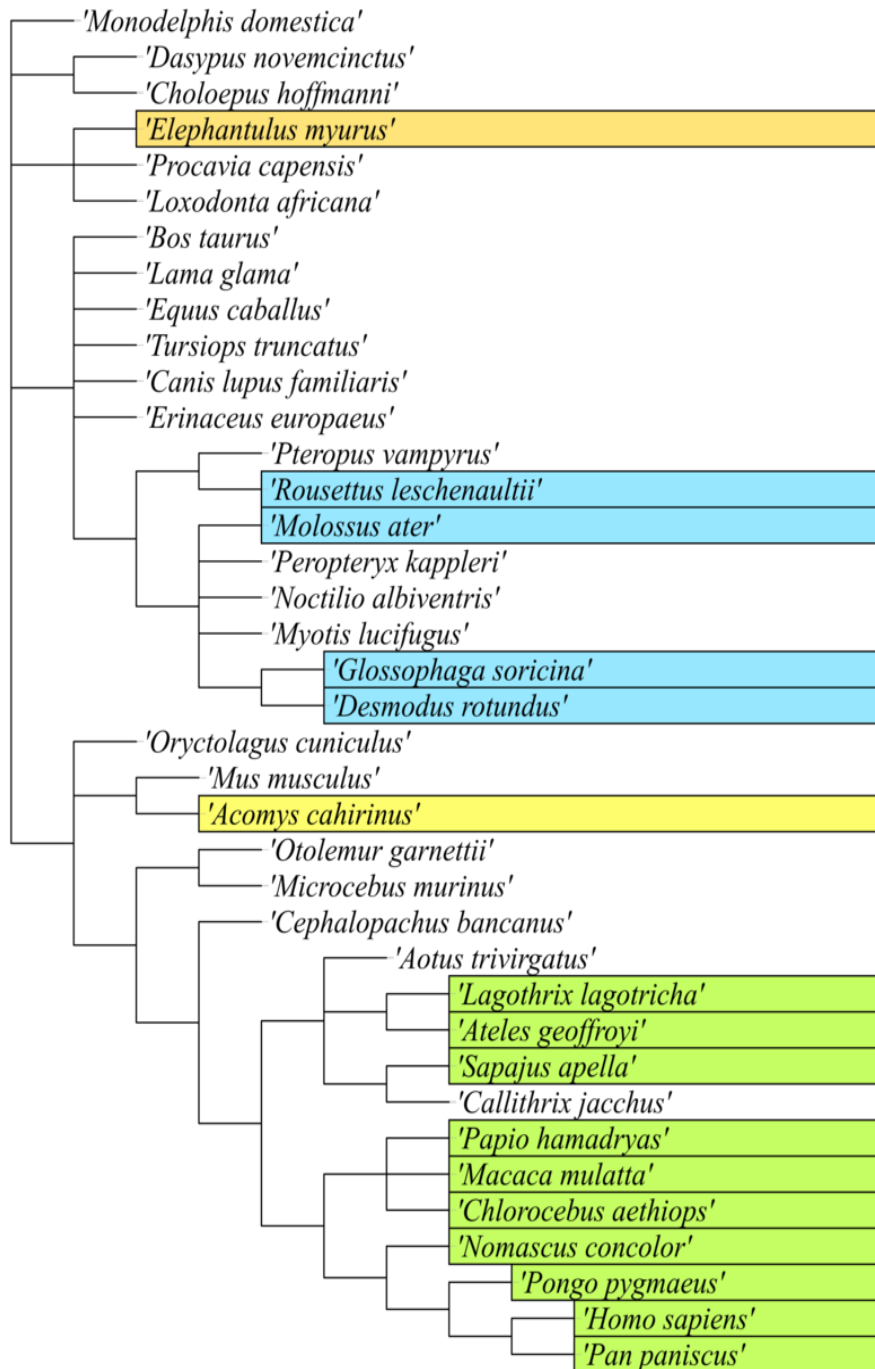 'Monodelphis domestica'
'Dasypus novemcinctus'
'Choloepus hoffmanni'
'Elephantulus myurus'
'Procavia capensis'
'Loxodonta africana'
'Bos taurus'
'Lama glama'
'Equus caballus'
'Tursiops truncatus'
'Canis lupus familiaris'
'Erinaceus europaeus'
'Pteropus vampyrus'
'Rousettus leschenaultii'
'Molossus ater'
'Peropteryx kappleri'
'Noctilio albiventris'
'Myotis lucifugus'
'Glossophaga soricina'
'Desmodus rotundus'
'Oryctolagus cuniculus'
'Mus musculus'
'Acomys cahirinus'
'Otolemur garnettii'
'Microcebus murinus'
'Cephalopachus bancanus'
'Aotus trivirgatus'
'Lagothrix lagotricha'
'Ateles geoffroyi'
'Sapajus apella'
'Callithrix jacchus'
'Papio hamadryas'
'Macaca mulatta'
'Chlorocebus aethiops'
'Nomascus concolor'
'Pongo pygmaeus'
'Homo sapiens'
'Pan paniscus'